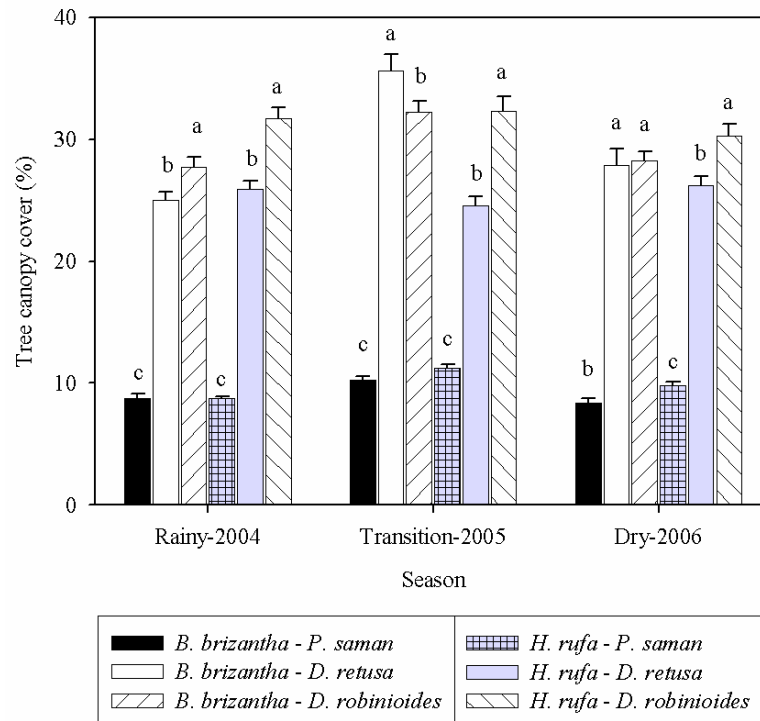 40
30
20
10
0
Tree canopy cover (%)
c
b
a
c
b
a
c
a
b
c
b
a
b
a
a
c
b
a
Rainy-2004
Transition-2005
Dry-2006
Season
B. brizantha - P. saman
B. brizantha - D. retusa
B. brizantha - D. robinioides
H. rufa - P. saman
H. rufa - D. retusa
H. rufa - D. robinioides